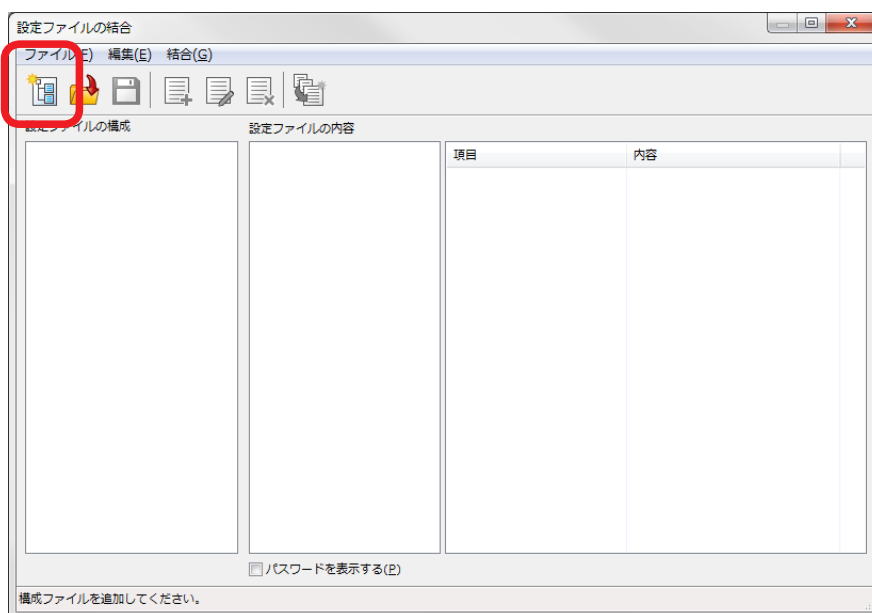 設定ファイルの結合
ファイル(F) 編集(E) 結合(G)
設定ファイルの構成 設定ファイルの内容
項目 内容
パスワードを表示する(P)
構成ファイルを追加してください。